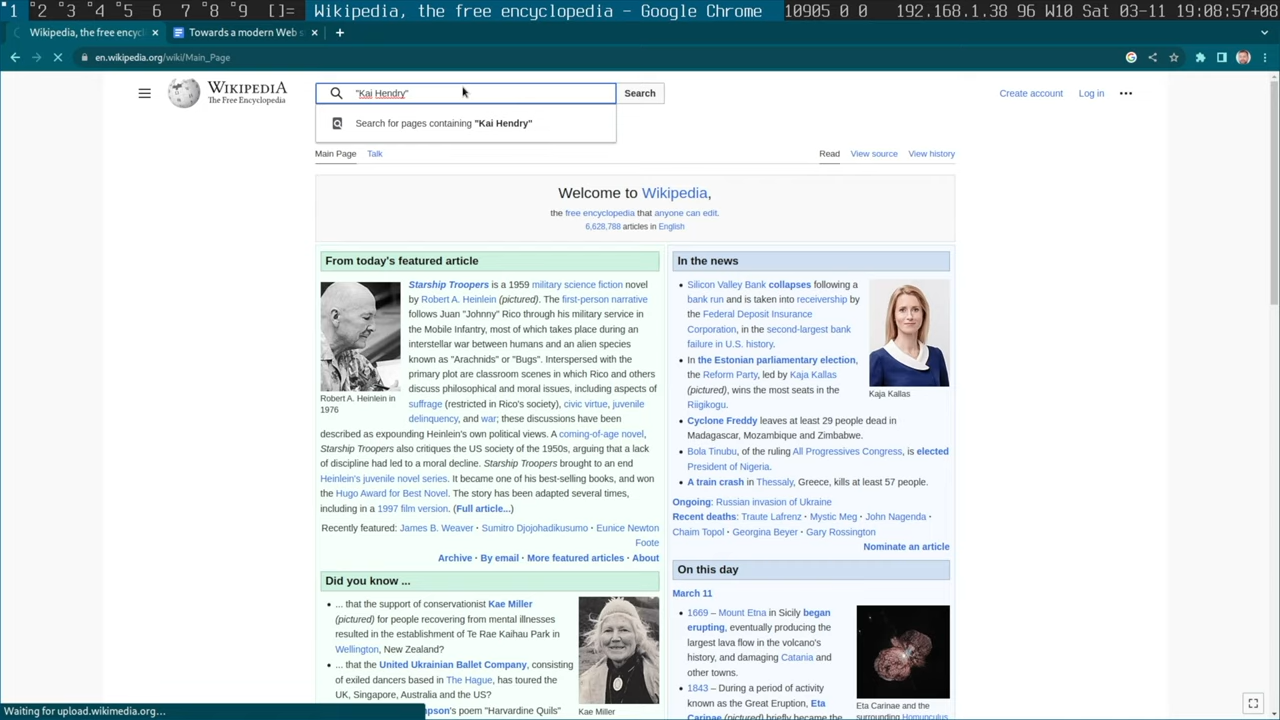 1 2 3 4 5 6 7 8 9 []= Wikipedia, the free encyclopedia - Google Chrome 10905 0 0 192.168.1.38 96 W10 Sat 03-11 19:08:57+80
Wikipedia, the free encycl × Towards a modern Web s × +
en.wikipedia.org/wiki/Main_Page
WIKIPEDIA
The Free Encyclopedia
"Kai Hendry"
Search
Create account Log in
Search for pages containing "Kai Hendry"
Main Page Talk Read View source View history
Welcome to Wikipedia,
the free encyclopedia that anyone can edit.
6,628,788 articles in English
From today's featured article
Starship Troopers is a 1959 military science fiction novel
by Robert A. Heinlein (pictured). The first-person narrative
follows Juan "Johnny" Rico through his military service in
the Mobile Infantry, most of which takes place during an
interstellar war between humans and an alien species
known as "Arachnids" or "Bugs". Interspersed with the
primary plot are classroom scenes in which Rico and others
discuss philosophical and moral issues, including aspects of
suffrage (restricted in Rico's society), civic virtue, juvenile
delinquency, and war; these discussions have been
Robert A. Heinlein in
1976
described as expounding Heinlein's own political views. A coming-of-age novel,
Starship Troopers also critiques the US society of the 1950s, arguing that a lack
of discipline had led to a moral decline. Starship Troopers brought to an end
Heinlein's juvenile novel series. It became one of his best-selling books, and won
the Hugo Award for Best Novel. The story has been adapted several times,
including in a 1997 film version. (Full article...)
Recently featured: James B. Weaver · Sumitro Djojohadikusumo · Eunice Newton
Foote
Archive · By email · More featured articles · About
Did you know ...
... that the support of conservationist Kae Miller
(pictured) for people recovering from mental illnesses
resulted in the establishment of Te Rae Kaihau Park in
Wellington, New Zealand?
... that the United Ukrainian Ballet Company, consisting
of exiled dancers based in The Hague, has toured the
UK, Singapore, Australia and the US?
Kae Miller
mpson's poem "Harvardine Quils"
In the news
Silicon Valley Bank collapses following a
bank run and is taken into receivership by
the Federal Deposit Insurance
Corporation, in the second-largest bank
failure in U.S. history.
In the Estonian parliamentary election,
the Reform Party, led by Kaja Kallas
(pictured), wins the most seats in the
Riigikogu.
Kaja Kallas
Cyclone Freddy leaves at least 29 people dead in
Madagascar, Mozambique and Zimbabwe.
Bola Tinubu, of the ruling All Progressives Congress, is elected
President of Nigeria.
A train crash in Thessaly, Greece, kills at least 57 people.
Ongoing: Russian invasion of Ukraine
Recent deaths: Traute Lafrenz · Mystic Meg · John Nagenda ·
Chaim Topol · Georgina Beyer · Gary Rossington
Nominate an article
On this day
March 11
1669 – Mount Etna in Sicily began
erupting, eventually producing the
largest lava flow in the volcano's
history, and damaging Catania and
other towns.
1843 – During a period of activity
known as the Great Eruption, Eta
Carinae (pictured) briefly became the
Eta Carinae and the
surrounding Homunculus
Waiting for upload.wikimedia.org...